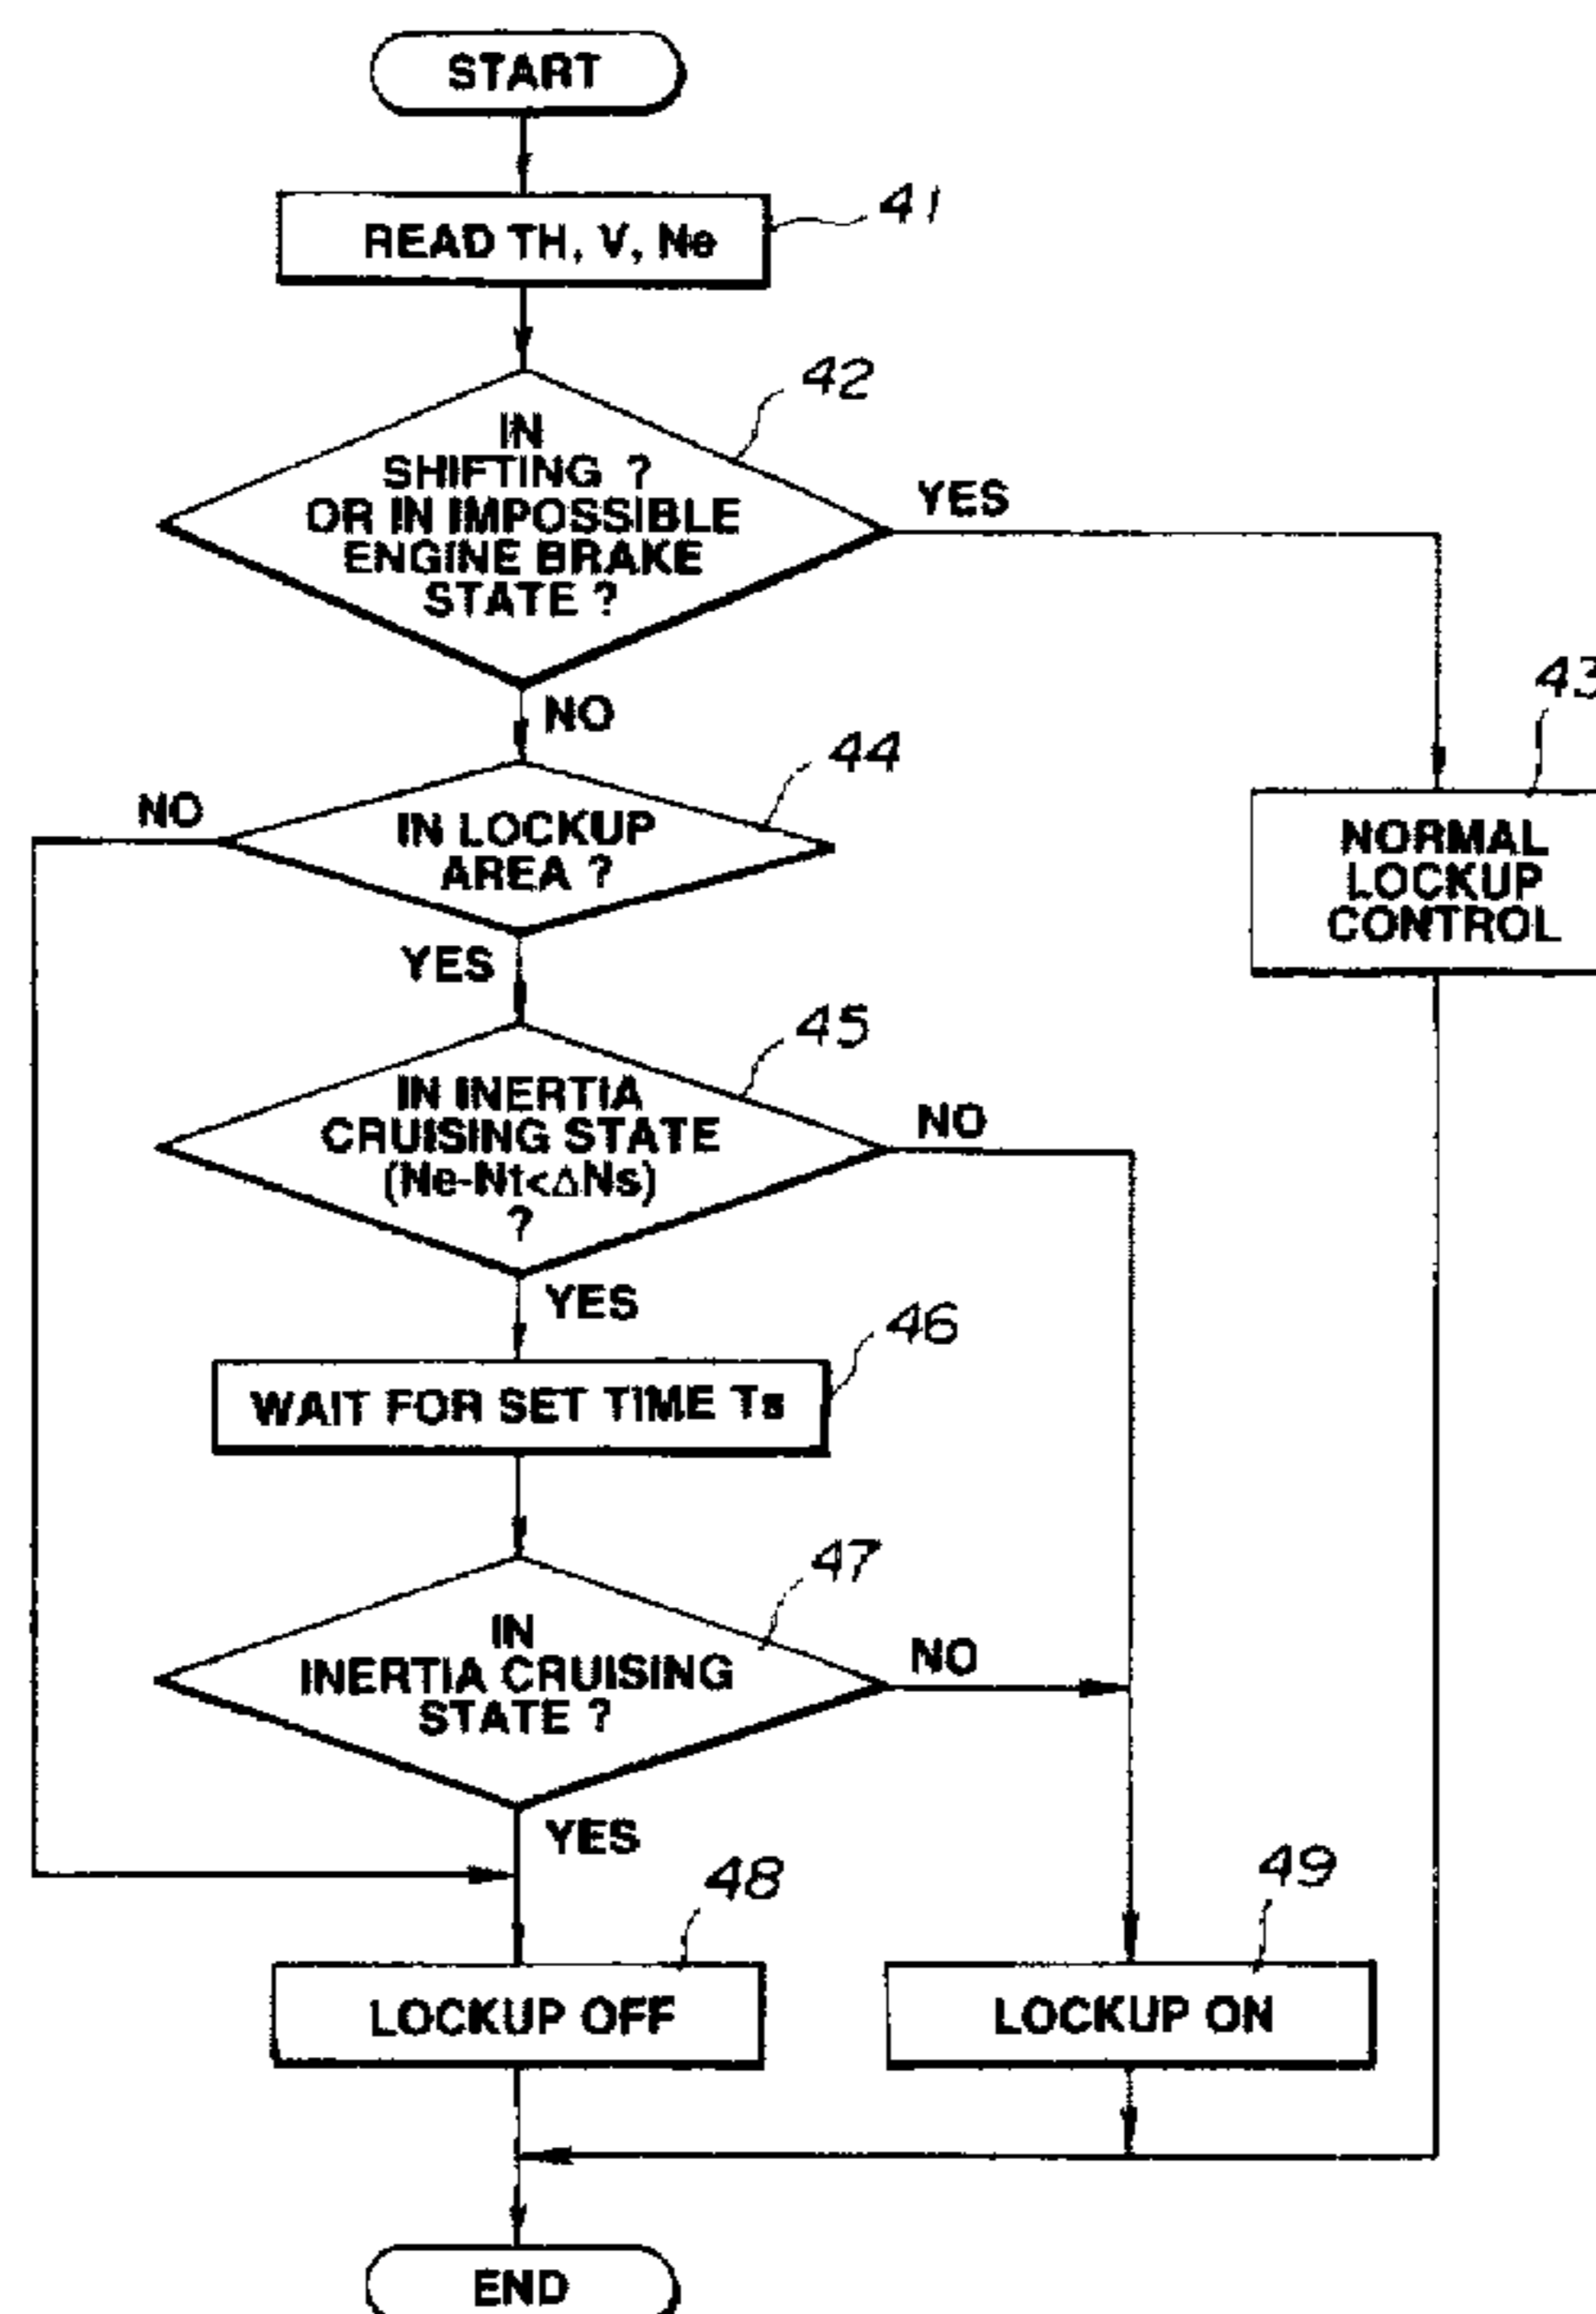 START
READ TH, V, Ne
41
IN
SHIFTING ?
OR IN IMPOSSIBLE
ENGINE BRAKE
STATE ?
42
YES
NO
43
NORMAL
LOCKUP
CONTROL
44
NO
IN LOCKUP
AREA ?
YES
45
IN INERTIA
CRUISING STATE
(Ne-Nt<ΔNs)
?
NO
YES
46
WAIT FOR SET TIME Ts
47
IN
INERTIA CRUISING
STATE ?
NO
YES
48
LOCKUP OFF
49
LOCKUP ON
END